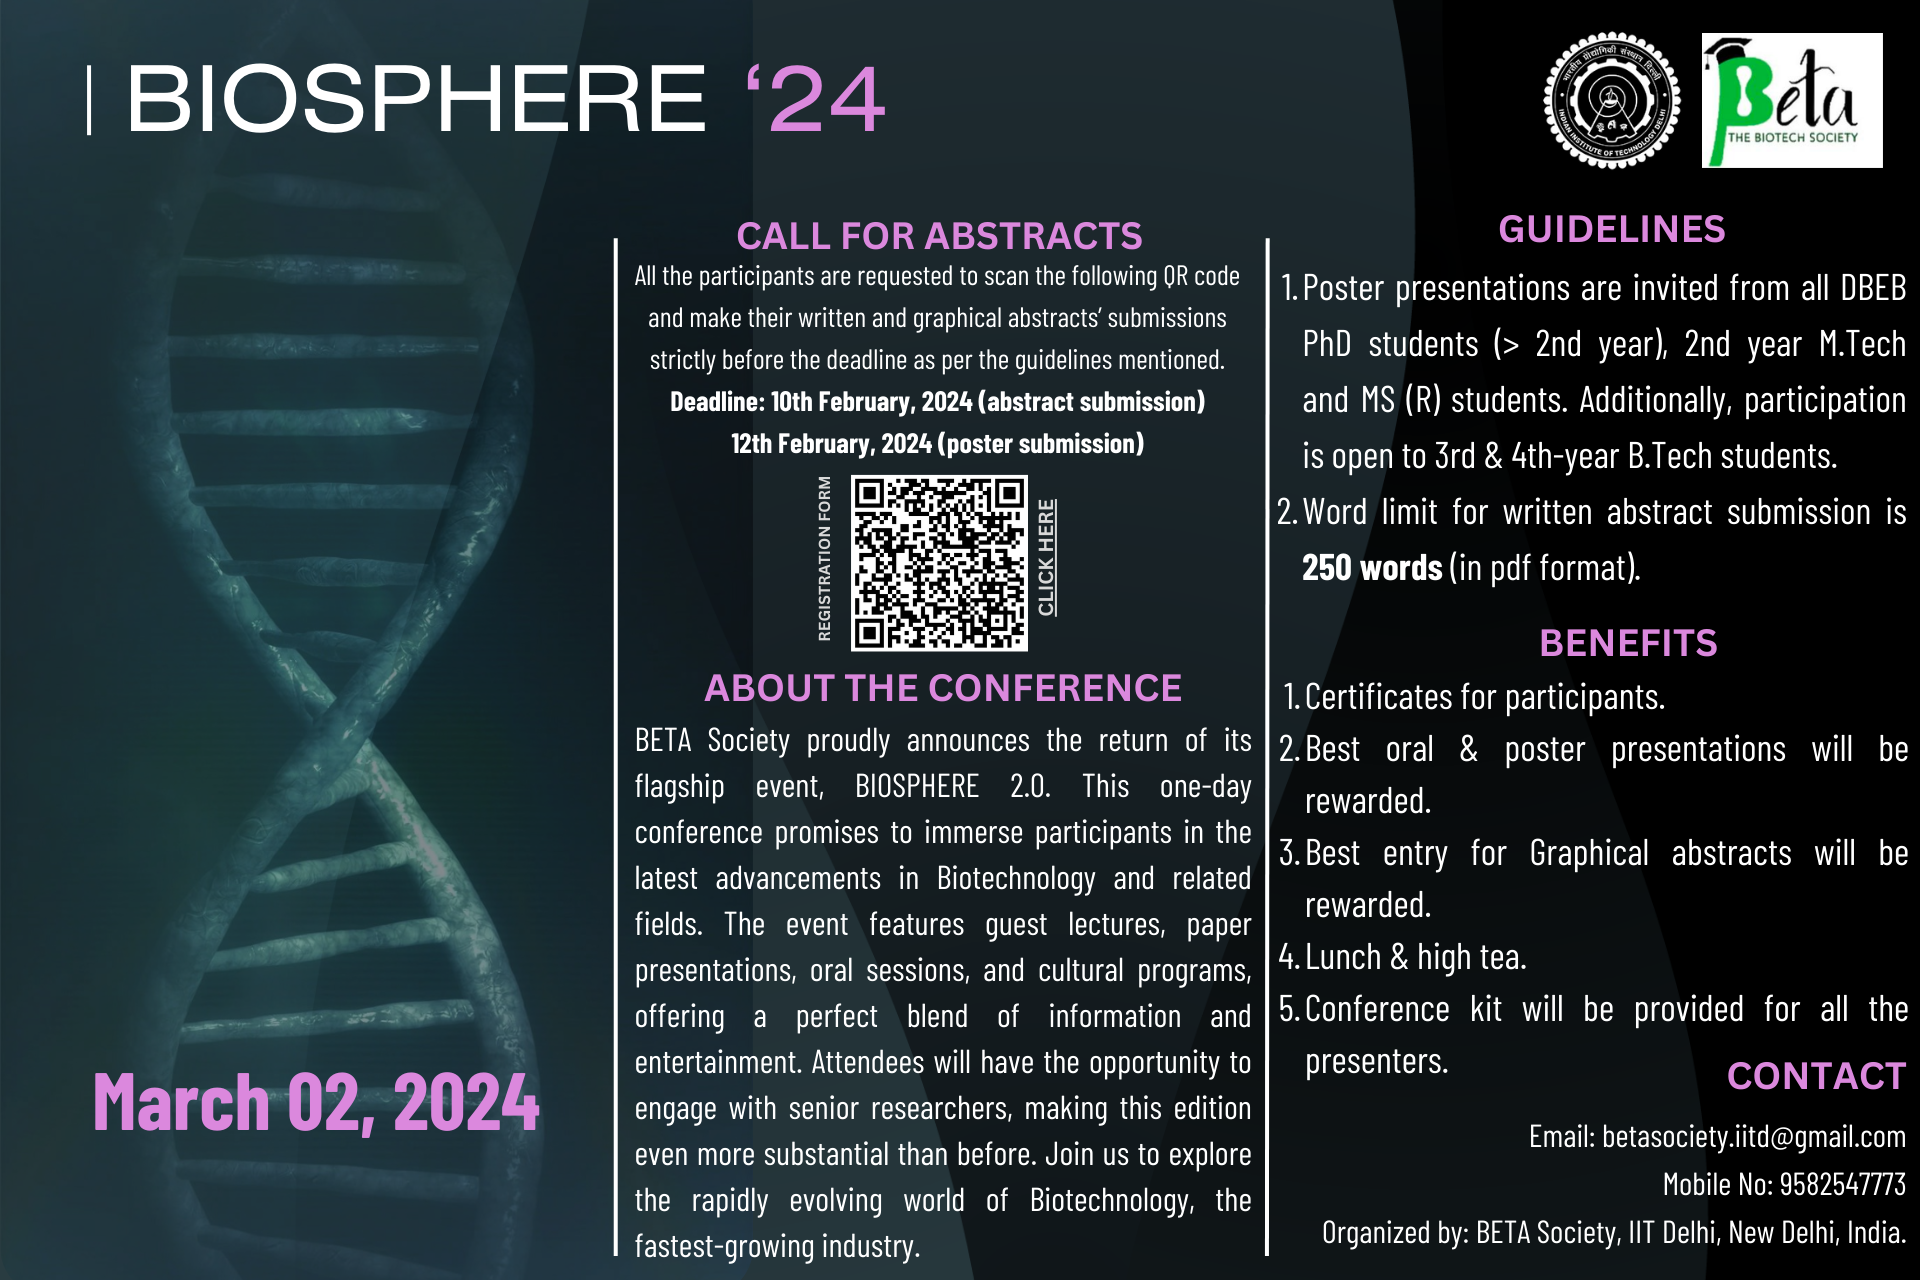 BIOSPHERE ‘24
भारतीय प्रौद्योगिकी संस्थान दिल्ली
INDIAN INSTITUTE OF TECHNOLOGY DELHI
Beta
THE BIOTECH SOCIETY
March 02, 2024
CALL FOR ABSTRACTS
All the participants are requested to scan the following QR code
and make their written and graphical abstracts’ submissions
strictly before the deadline as per the guidelines mentioned.
Deadline: 10th February, 2024 (abstract submission)
12th February, 2024 (poster submission)
REGISTRATION FORM
CLICK HERE
ABOUT THE CONFERENCE
BETA Society proudly announces the return of its
flagship event, BIOSPHERE 2.0. This one-day
conference promises to immerse participants in the
latest advancements in Biotechnology and related
fields. The event features guest lectures, paper
presentations, oral sessions, and cultural programs,
offering a perfect blend of information and
entertainment. Attendees will have the opportunity to
engage with senior researchers, making this edition
even more substantial than before. Join us to explore
the rapidly evolving world of Biotechnology, the
fastest-growing industry.
GUIDELINES
1. Poster presentations are invited from all DBEB
PhD students (> 2nd year), 2nd year M.Tech
and MS (R) students. Additionally, participation
is open to 3rd & 4th-year B.Tech students.
2. Word limit for written abstract submission is
250 words (in pdf format).
BENEFITS
1. Certificates for participants.
2. Best oral & poster presentations will be
rewarded.
3. Best entry for Graphical abstracts will be
rewarded.
4. Lunch & high tea.
5. Conference kit will be provided for all the
presenters.
CONTACT
Email: betasociety.iitd@gmail.com
Mobile No: 9582547773
Organized by: BETA Society, IIT Delhi, New Delhi, India.